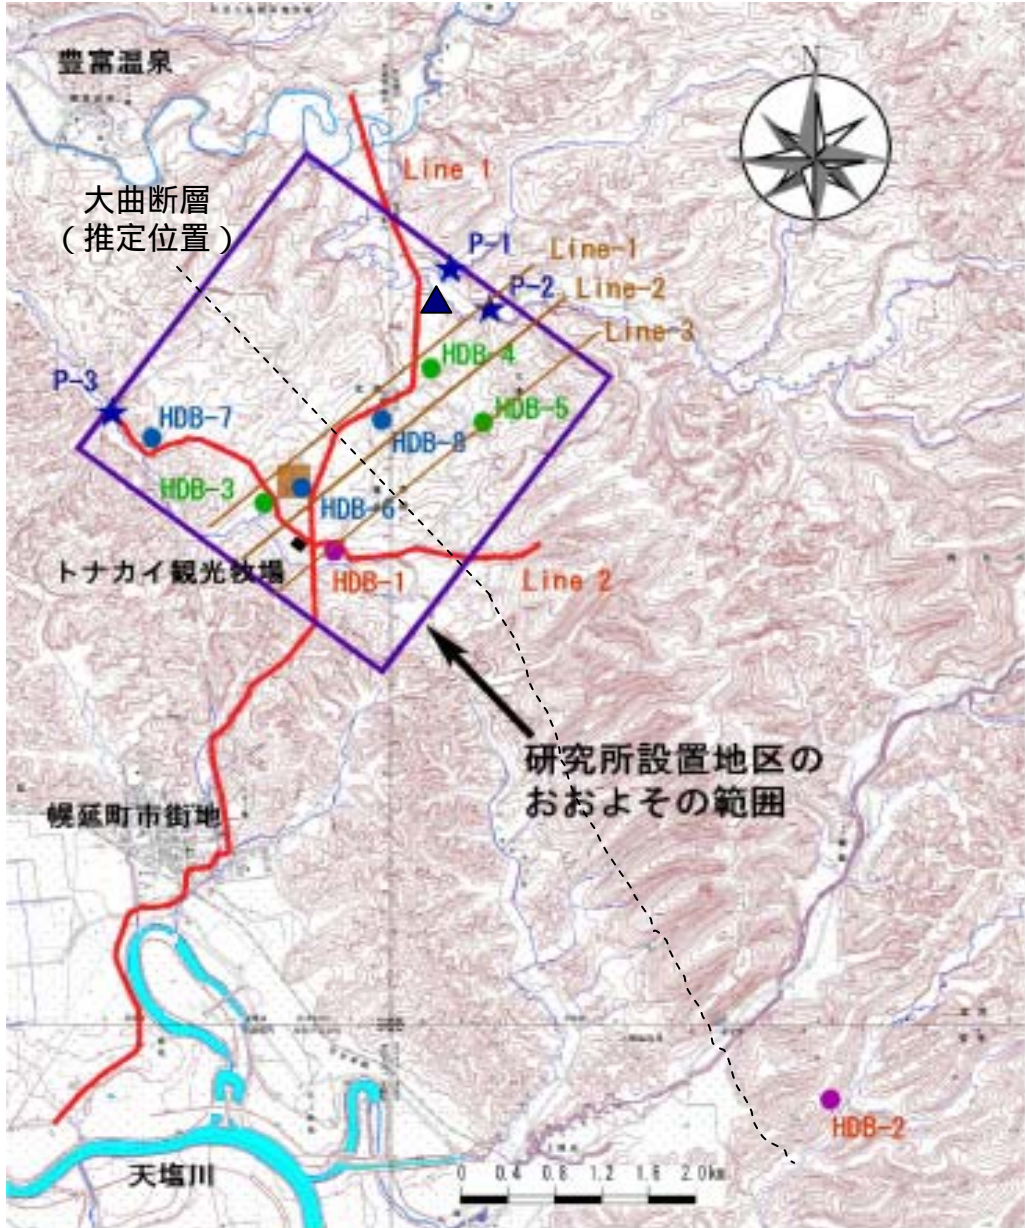 豊富温泉
N
Line 1
大曲断層
（推定位置）
P-1
Line-1
P-2
Line-2
Line-3
HDB-4
P-3
HDB-7
HDB-5
HDB-8
HDB-3
HDB-6
トナカイ観光牧場
HDB-1
Line 2
研究所設置地区の
おおよその範囲
幌延町市街地
HDB-2
天塩川
0 0.4 0.8 1.2 1.6 2.0km